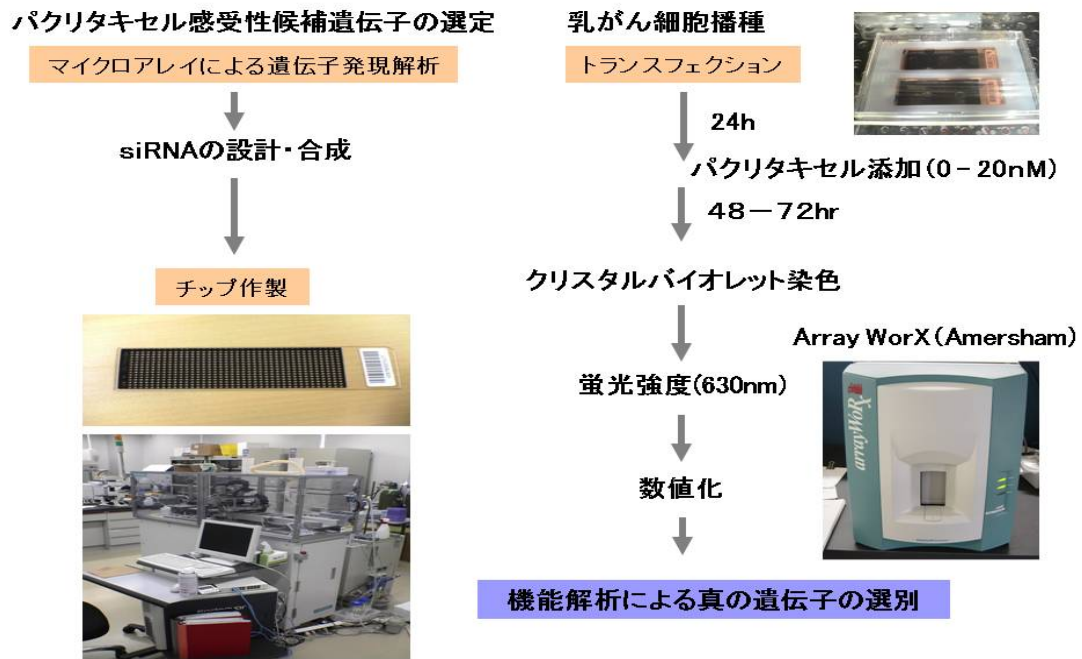 パクリタキセル感受性候補遺伝子の選定
マイクロアレイによる遺伝子発現解析
siRNAの設計・合成
チップ作製
乳がん細胞播種
トランスフェクション
24h
パクリタキセル添加(0-20nM)
48-72hr
クリスタルバイオレット染色
Array WorX(Amersham)
蛍光強度(630nm)
arrayWoRx
数値化
機能解析による真の遺伝子の選別